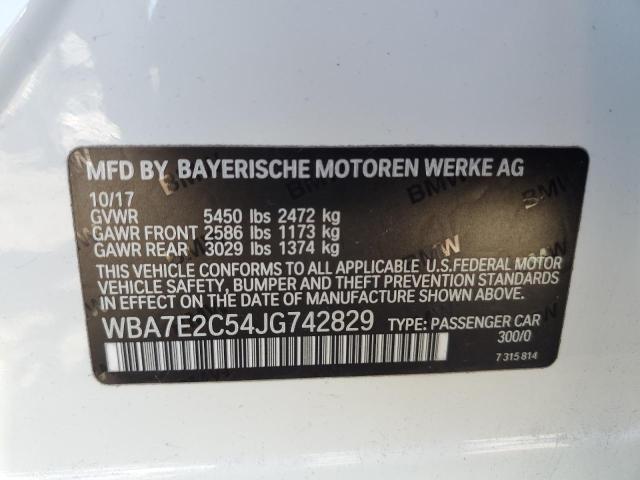 MFD BY BAYERISCHE MOTOREN WERKE AG
10/17
GVWR 5450 lbs 2472 kg
GAWR FRONT 2586 lbs 1173 kg
GAWR REAR 3029 lbs 1374 kg
THIS VEHICLE CONFORMS TO ALL APPLICABLE U.S.FEDERAL MOTOR
VEHICLE SAFETY, BUMPER AND THEFT PREVENTION STANDARDS
IN EFFECT ON THE DATE OF MANUFACTURE SHOWN ABOVE.
WBA7E2C54JG742829 TYPE: PASSENGER CAR
300/0
7 315 814